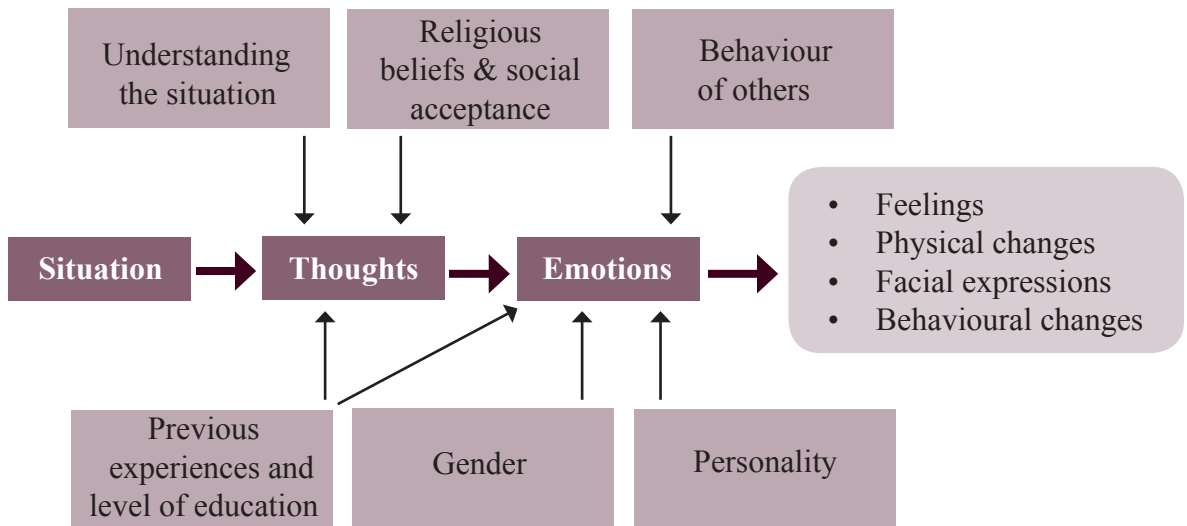 Understanding
the situation
Religious
beliefs & social
acceptance
Behaviour
of others
Situation
Thoughts
Emotions
• Feelings
• Physical changes
• Facial expressions
• Behavioural changes
Previous
experiences and
level of education
Gender
Personality